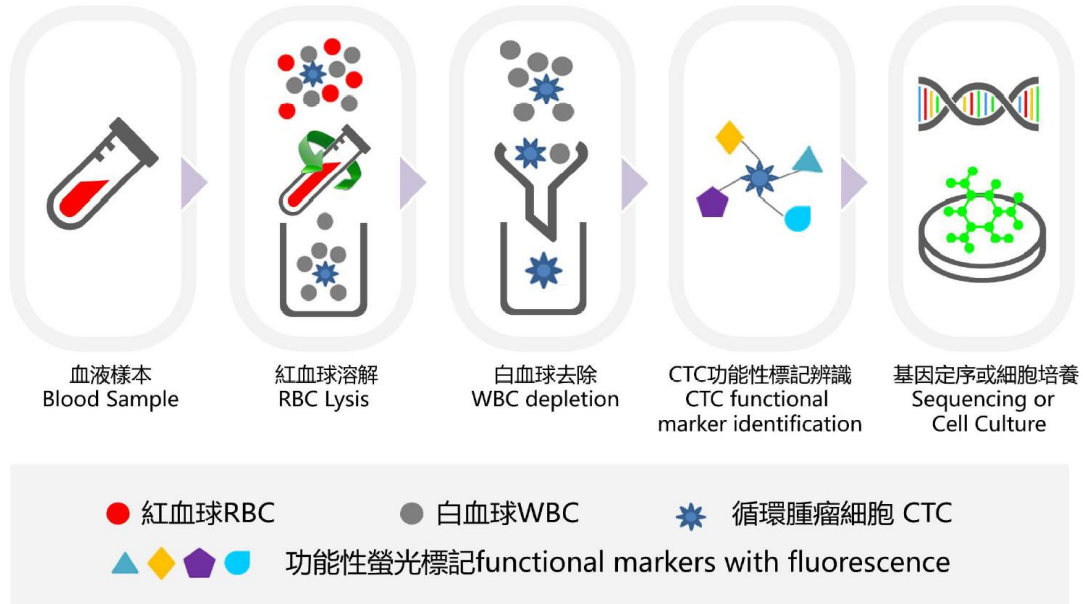 血液樣本
Blood Sample
紅血球溶解
RBC Lysis
白血球去除
WBC depletion
CTC功能性標記辨識
CTC functional
marker identification
基因定序或細胞培養
Sequencing or
Cell Culture
紅血球RBC
白血球WBC
循環腫瘤細胞 CTC
功能性螢光標記functional markers with fluorescence